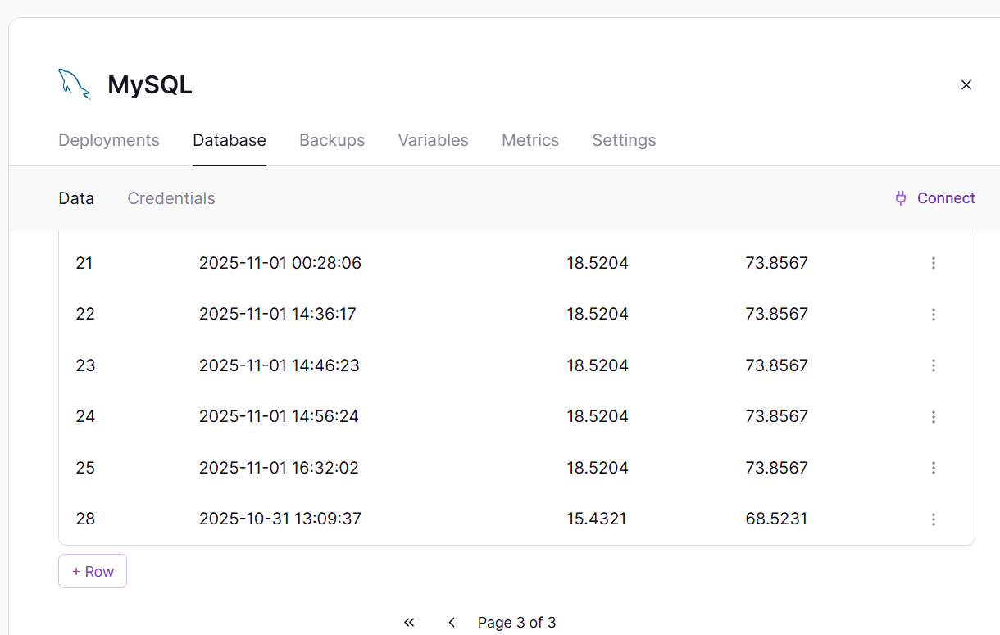 MySQL
Deployments Database Backups Variables Metrics Settings
Data Credentials Connect
21 2025-11-01 00:28:06 18.5204 73.8567
22 2025-11-01 14:36:17 18.5204 73.8567
23 2025-11-01 14:46:23 18.5204 73.8567
24 2025-11-01 14:56:24 18.5204 73.8567
25 2025-11-01 16:32:02 18.5204 73.8567
28 2025-10-31 13:09:37 15.4321 68.5231
+ Row
Page 3 of 3